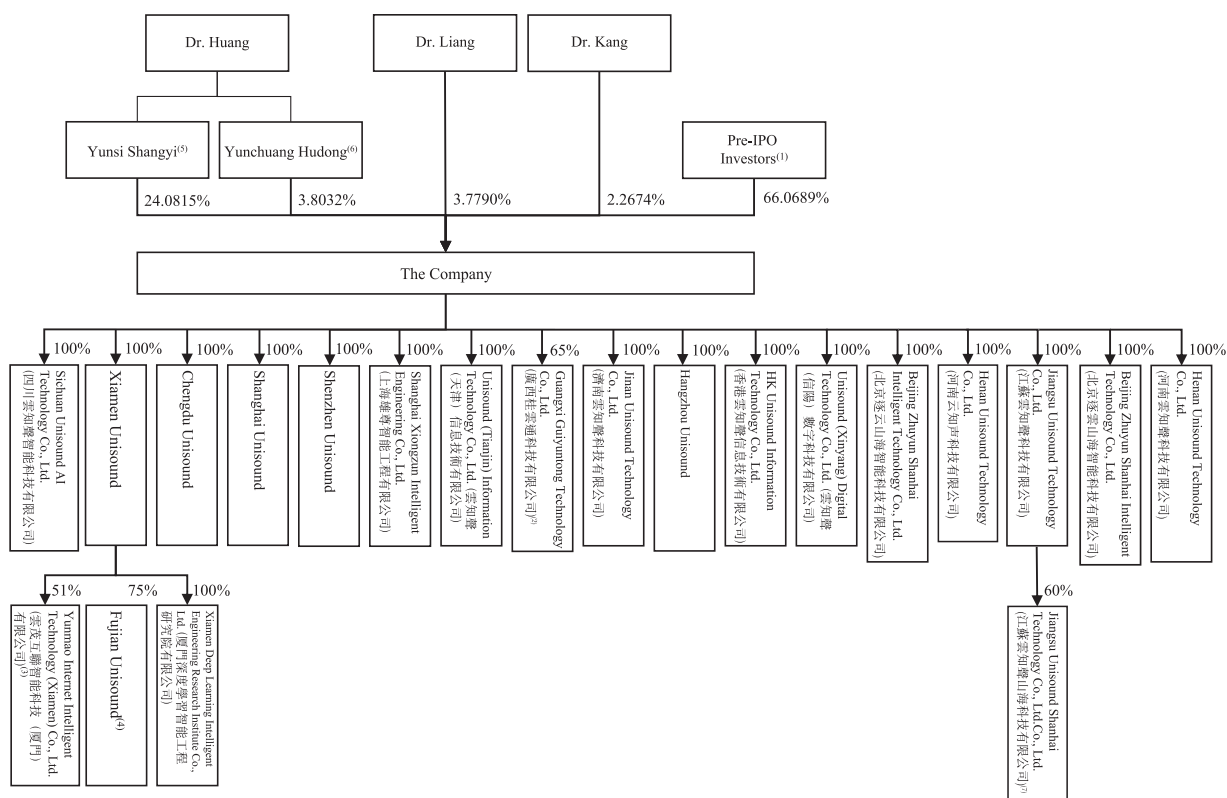 Dr. Huang
Dr. Liang
Dr. Kang
Yunsi Shangyi(5)
Yunchuang Hudong(6)
Pre-IPO
Investors(1)
24.0815%
3.8032%
3.7790%
2.2674%
66.0689%
The Company
100%
100%
100%
100%
100%
100%
100%
65%
100%
100%
100%
100%
100%
100%
100%
100%
100%
Sichuan Unisound AI
Technology Co., Ltd.
(四川雲知聲智能科技有限公司)
Xiamen Unisound
Chengdu Unisound
Shanghai Unisound
Shenzhen Unisound
Shanghai Xiongzun Intelligent
Engineering Co., Ltd.
(上海雄尊智能工程有限公司)
Unisound (Tianjin) Information
Technology Co., Ltd. (雲知聲
(天津)信息技術有限公司)
Guangxi Guiyuntong Technology
Co., Ltd.
(廣西桂雲通科技有限公司)(2)
Jinan Unisound Technology
Co., Ltd.
(濟南雲知聲科技有限公司)
Hangzhou Unisound
HK Unisound Information
Technology Co., Ltd.
(香港雲知聲信息技術有限公司)
Unisound (Xinyang) Digital
Technology Co., Ltd. (雲知聲
(信陽)數字科技有限公司)
Beijing Zhuyun Shanhai
Intelligent Technology Co., Ltd.
(北京逐云山海智能科技有限公司)
Henan Unisound Technology
Co., Ltd.
(河南云知声科技有限公司)
Jiangsu Unisound Technology
Co., Ltd.
(江蘇雲知聲科技有限公司)
Beijing Zhuyun Shanhai Intelligent
Technology Co., Ltd.
(北京逐雲山海智能科技有限公司)
Henan Unisound Technology
Co., Ltd.
(河南雲知聲科技有限公司)
51%
75%
100%
60%
Yunmao Internet Intelligent
Technology (Xiamen) Co., Ltd.
(雲茂互聯智能科技(廈門)
有限公司)(3)
Fujian Unisound(4)
Xiamen Deep Learning Intelligent
Engineering Research Institute Co.,
Ltd. (廈門深度學習智能工程
研究院有限公司)
Jiangsu Unisound Shanhai
Technology Co., Ltd.Co., Ltd.
(江蘇雲知聲山海科技有限公司)(7)